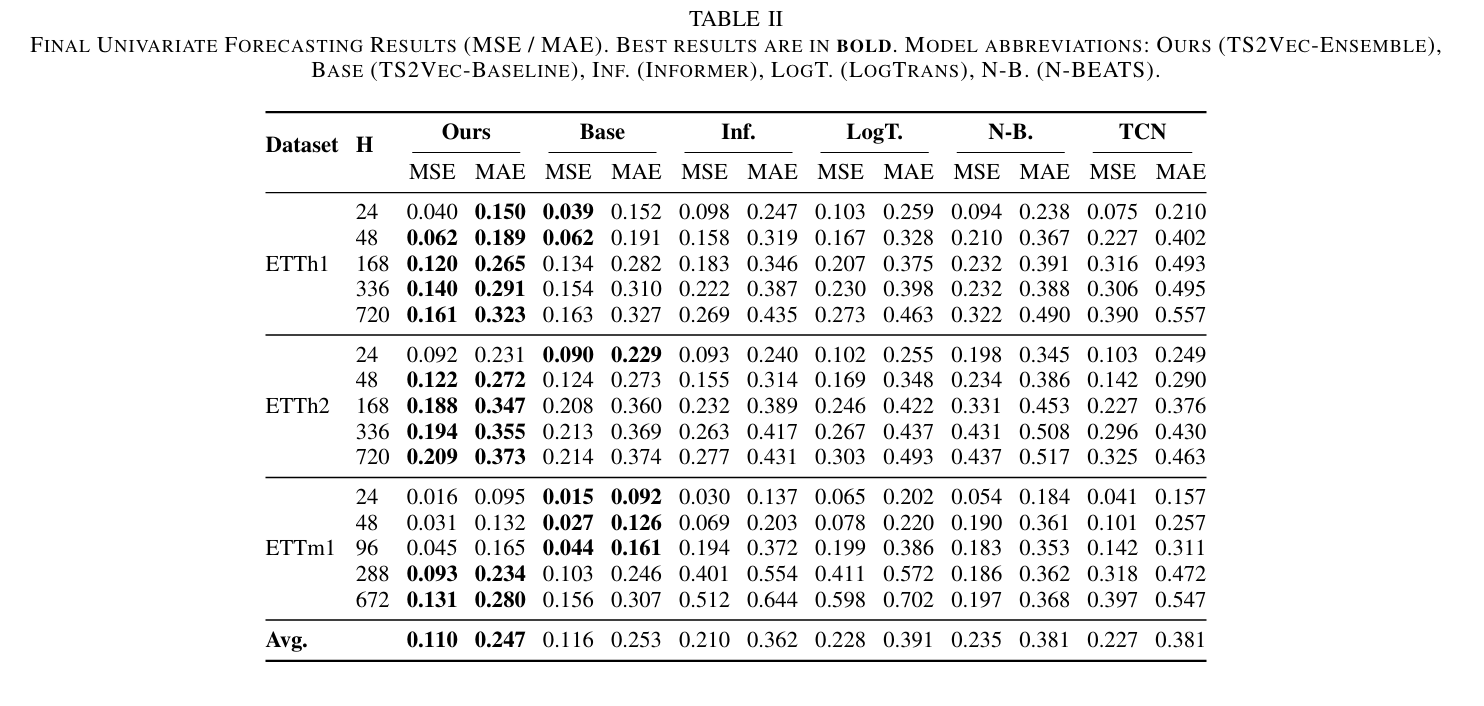 TABLE II
FINAL UNIVARIATE FORECASTING RESULTS (MSE / MAE). BEST RESULTS ARE IN BOLD. MODEL ABBREVIATIONS: OURS (TS2VEC-ENSEMBLE),
BASE (TS2VEC-BASELINE), INF. (INFORMER), LOGT. (LOGTRANS), N-B. (N-BEATS).
Dataset H Ours Base Inf. LogT. N-B. TCN
MSE MAE MSE MAE MSE MAE MSE MAE MSE MAE MSE MAE
24 0.040 0.150 0.039 0.152 0.098 0.247 0.103 0.259 0.094 0.238 0.075 0.210
48 0.062 0.189 0.062 0.191 0.158 0.319 0.167 0.328 0.210 0.367 0.227 0.402
ETTh1 168 0.120 0.265 0.134 0.282 0.183 0.346 0.207 0.375 0.232 0.391 0.316 0.493
336 0.140 0.291 0.154 0.310 0.222 0.387 0.230 0.398 0.232 0.388 0.306 0.495
720 0.161 0.323 0.163 0.327 0.269 0.435 0.273 0.463 0.322 0.490 0.390 0.557
24 0.092 0.231 0.090 0.229 0.093 0.240 0.102 0.255 0.198 0.345 0.103 0.249
48 0.122 0.272 0.124 0.273 0.155 0.314 0.169 0.348 0.234 0.386 0.142 0.290
ETTh2 168 0.188 0.347 0.208 0.360 0.232 0.389 0.246 0.422 0.331 0.453 0.227 0.376
336 0.194 0.355 0.213 0.369 0.263 0.417 0.267 0.437 0.431 0.508 0.296 0.430
720 0.209 0.373 0.214 0.374 0.277 0.431 0.303 0.493 0.437 0.517 0.325 0.463
24 0.016 0.095 0.015 0.092 0.030 0.137 0.065 0.202 0.054 0.184 0.041 0.157
48 0.031 0.132 0.027 0.126 0.069 0.203 0.078 0.220 0.190 0.361 0.101 0.257
ETTm1 96 0.045 0.165 0.044 0.161 0.194 0.372 0.199 0.386 0.183 0.353 0.142 0.311
288 0.093 0.234 0.103 0.246 0.401 0.554 0.411 0.572 0.186 0.362 0.318 0.472
672 0.131 0.280 0.156 0.307 0.512 0.644 0.598 0.702 0.197 0.368 0.397 0.547
Avg. 0.110 0.247 0.116 0.253 0.210 0.362 0.228 0.391 0.235 0.381 0.227 0.381